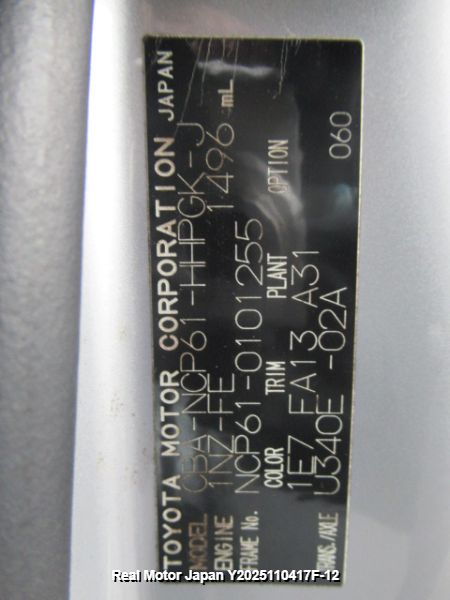 TOYOTA MOTOR CORPORATION JAPAN
MODEL CBA-NCP61-HHPGK-J
ENGINE 1NZ-FE 1496 mL
FRAME No. NCP61-0101255
COLOR TRIM PLANT OPTION
1E7 FA13 A31 060
TRANS./AXLE U340E -02A
Real Motor Japan Y2025110417F-12